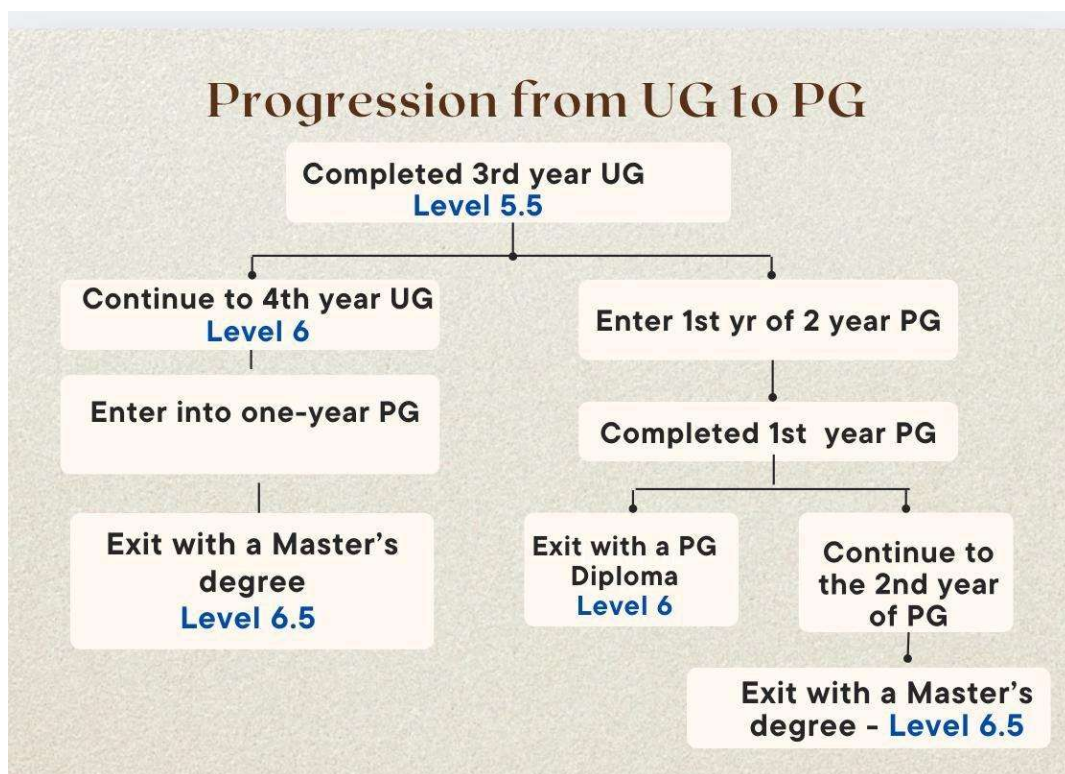 Progression from UG to PG
Completed 3rd year UG
Level 5.5
Continue to 4th year UG
Level 6
Enter into one-year PG
Exit with a Master's
degree
Level 6.5
Enter 1st yr of 2 year PG
Completed 1st year PG
Exit with a PG
Diploma
Level 6
Continue to
the 2nd year
of PG
Exit with a Master's
degree - Level 6.5